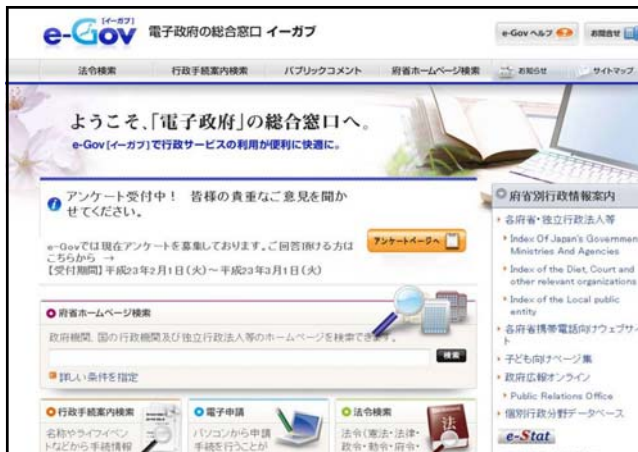 [イーガブ]
e-Gov 電子政府の総合窓口 イーガブ
e-Gov ヘルプ
お問合せ
法令検索 行政手続案内検索 パブリックコメント 府省ホームページ検索 お知らせ サイトマップ
ようこそ、「電子政府」の総合窓口へ。
e-Gov[イーガブ]で行政サービスの利用が便利に快適に。
アンケート受付中! 皆様の貴重なご意見を聞か
せてください。
e-Govでは現在アンケートを募集しております。ご回答頂ける方は
こちらから →
【受付期間】平成23年2月1日(火)~平成23年3月1日(火)
アンケートページへ
府省ホームページ検索
政府機関、国の行政機関及び独立行政法人等のホームページを検索できます。
検索
詳しい条件を指定
行政手続案内検索
名称やライフイベン
トなどから手続情報
電子申請
パソコンから申請
手続を行うことが
法令検索
法令(憲法・法律・
政令・勅令・府令・
法
府省別行政情報案内
各府省・独立行政法人等
Index Of Japan's Governmen
Ministries And Agencies
Index of the Diet, Court and
other relevant organizations
Index of the Local public
entity
各府省携帯電話向けウェブサイ
ト
子ども向けページ集
政府広報オンライン
Public Relations Office
個別行政分野データベース
e-Stat